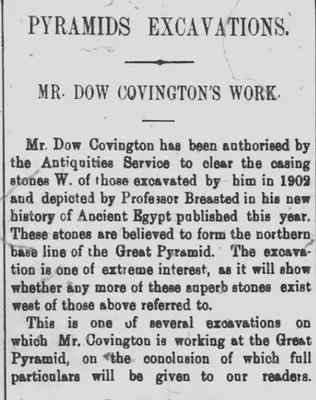 PYRAMIDS EXCAVATIONS.
MR. DOW COVINGTON'S WORK.
Mr. Dow Covington has been authorised by
the Antiquities Service to clear the casing
stones W. of those excavated by him in 1902
and depicted by Professor Breasted in his new
history of Ancient Egypt published this year.
These stones are believed to form the northern
base line of the Great Pyramid. The excava-
tion is one of extreme interest, as it will show
whether any more of these superb stones exist
west of those above referred to.
This is one of several excavations on
which Mr. Covington is working at the Great
Pyramid, on the conclusion of which full
particulars will be given to our readers.